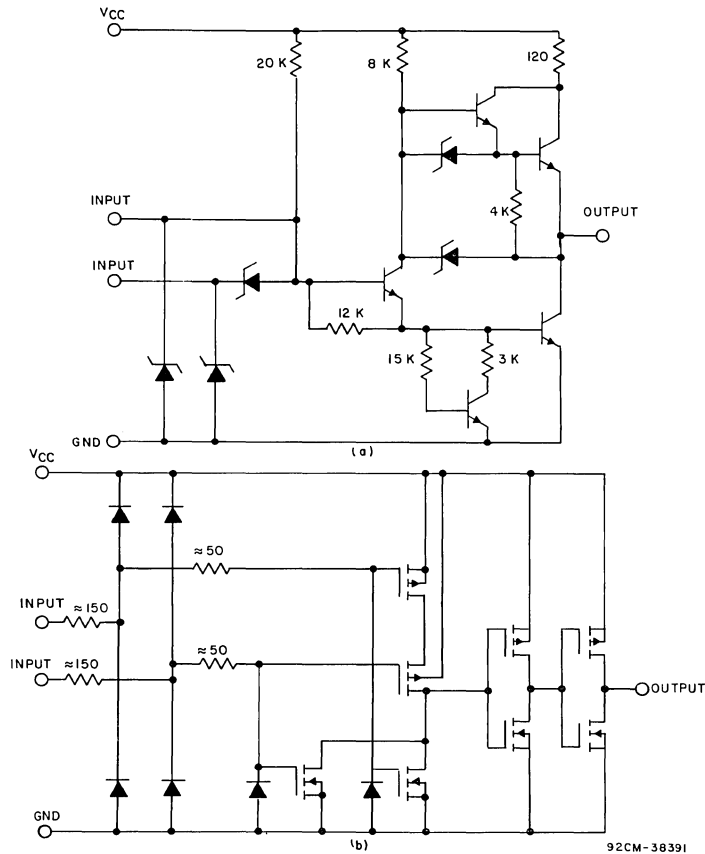 VCC
20 K
8 K
120
INPUT
4 K
OUTPUT
INPUT
12 K
15 K
3 K
GND
(a)
VCC
≈50
INPUT
≈150
≈50
INPUT
≈150
OUTPUT
GND
(b)
92CM-38391